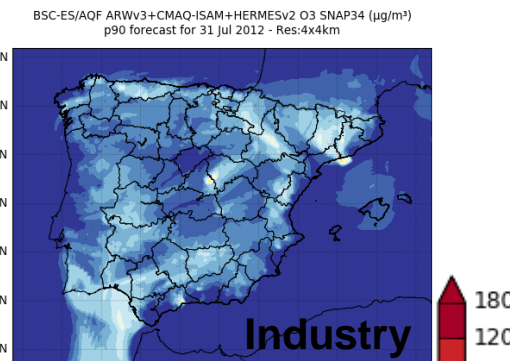 BSC-ES/AQF ARWv3+CMAQ-ISAM+HERMESv2 O3 SNAP34 (µg/m³)
p90 forecast for 31 Jul 2012 - Res:4x4km
N
N
N
N
N
N
N
Industry
180
120